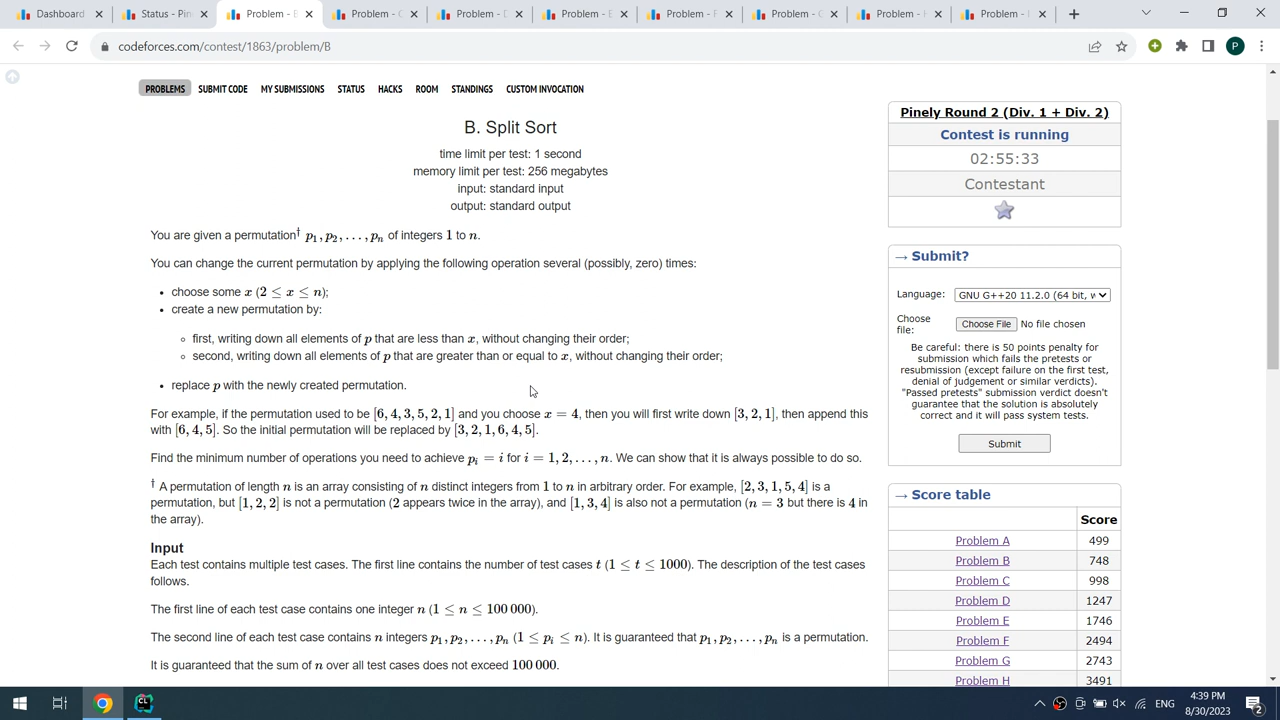 Dashboard
Status - Pin
Problem - B
Problem - C
Problem - D
Problem - E
Problem - F
Problem - G
Problem -
Problem -
codeforces.com/contest/1863/problem/B
P
PROBLEMS SUBMIT CODE MY SUBMISSIONS STATUS HACKS ROOM STANDINGS CUSTOM INVOCATION
B. Split Sort
time limit per test: 1 second
memory limit per test: 256 megabytes
input: standard input
output: standard output
You are given a permutation† p1, p2, …, pn of integers 1 to n.
You can change the current permutation by applying the following operation several (possibly, zero) times:
• choose some x (2 ≤ x ≤ n);
• create a new permutation by:
◦ first, writing down all elements of p that are less than x, without changing their order;
◦ second, writing down all elements of p that are greater than or equal to x, without changing their order;
• replace p with the newly created permutation.
For example, if the permutation used to be [6, 4, 3, 5, 2, 1] and you choose x = 4, then you will first write down [3, 2, 1], then append this
with [6, 4, 5]. So the initial permutation will be replaced by [3, 2, 1, 6, 4, 5].
Find the minimum number of operations you need to achieve pi = i for i = 1, 2, …, n. We can show that it is always possible to do so.
† A permutation of length n is an array consisting of n distinct integers from 1 to n in arbitrary order. For example, [2, 3, 1, 5, 4] is a
permutation, but [1, 2, 2] is not a permutation (2 appears twice in the array), and [1, 3, 4] is also not a permutation (n = 3 but there is 4 in
the array).
Input
Each test contains multiple test cases. The first line contains the number of test cases t (1 ≤ t ≤ 1000). The description of the test cases
follows.
The first line of each test case contains one integer n (1 ≤ n ≤ 100 000).
The second line of each test case contains n integers p1, p2, …, pn (1 ≤ pi ≤ n). It is guaranteed that p1, p2, …, pn is a permutation.
It is guaranteed that the sum of n over all test cases does not exceed 100 000.
Pinely Round 2 (Div. 1 + Div. 2)
Contest is running
02:55:33
Contestant
→ Submit?
Language: GNU G++20 11.2.0 (64 bit, w
Choose
file: Choose File No file chosen
Be careful: there is 50 points penalty for
submission which fails the pretests or
resubmission (except failure on the first test,
denial of judgement or similar verdicts).
"Passed pretests" submission verdict doesn't
guarantee that the solution is absolutely
correct and it will pass system tests.
Submit
→ Score table
Score
Problem A 499
Problem B 748
Problem C 998
Problem D 1247
Problem E 1746
Problem F 2494
Problem G 2743
Problem H 3491
CL
ENG
4:39 PM
8/30/2023
2